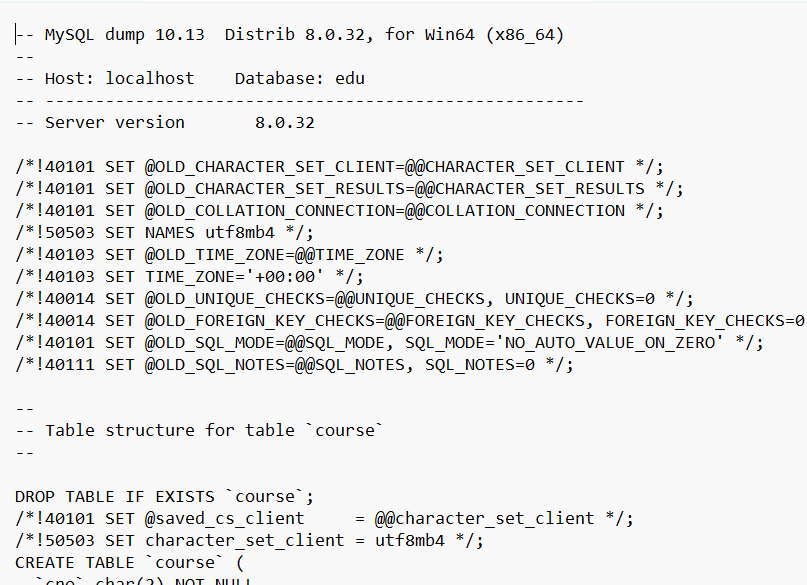 -- MySQL dump 10.13  Distrib 8.0.32, for Win64 (x86_64)
--
-- Host: localhost    Database: edu
-- ------------------------------------------------------
-- Server version       8.0.32

/*!40101 SET @OLD_CHARACTER_SET_CLIENT=@@CHARACTER_SET_CLIENT */;
/*!40101 SET @OLD_CHARACTER_SET_RESULTS=@@CHARACTER_SET_RESULTS */;
/*!40101 SET @OLD_COLLATION_CONNECTION=@@COLLATION_CONNECTION */;
/*!50503 SET NAMES utf8mb4 */;
/*!40103 SET @OLD_TIME_ZONE=@@TIME_ZONE */;
/*!40103 SET TIME_ZONE='+00:00' */;
/*!40014 SET @OLD_UNIQUE_CHECKS=@@UNIQUE_CHECKS, UNIQUE_CHECKS=0 */;
/*!40014 SET @OLD_FOREIGN_KEY_CHECKS=@@FOREIGN_KEY_CHECKS, FOREIGN_KEY_CHECKS=0
/*!40101 SET @OLD_SQL_MODE=@@SQL_MODE, SQL_MODE='NO_AUTO_VALUE_ON_ZERO' */;
/*!40111 SET @OLD_SQL_NOTES=@@SQL_NOTES, SQL_NOTES=0 */;

--
-- Table structure for table `course`
--

DROP TABLE IF EXISTS `course`;
/*!40101 SET @saved_cs_client     = @@character_set_client */;
/*!50503 SET character_set_client = utf8mb4 */;
CREATE TABLE `course` (
  `cno` char(2) NOT NULL